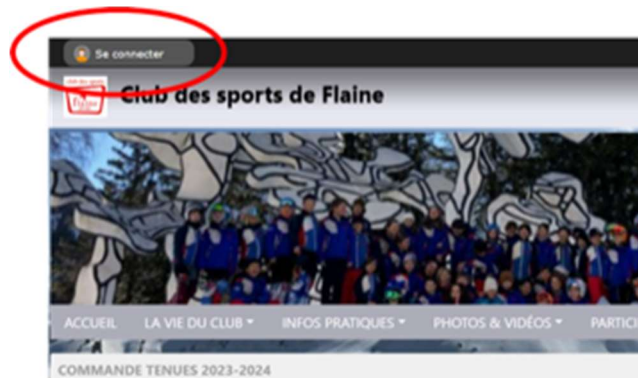 Se connecter
Club des sports de Flaine
ACCUEIL LA VIE DU CLUB INFOS PRATIQUES PHOTOS & VIDÉOS PARTICI
COMMANDE TENUES 2023-2024